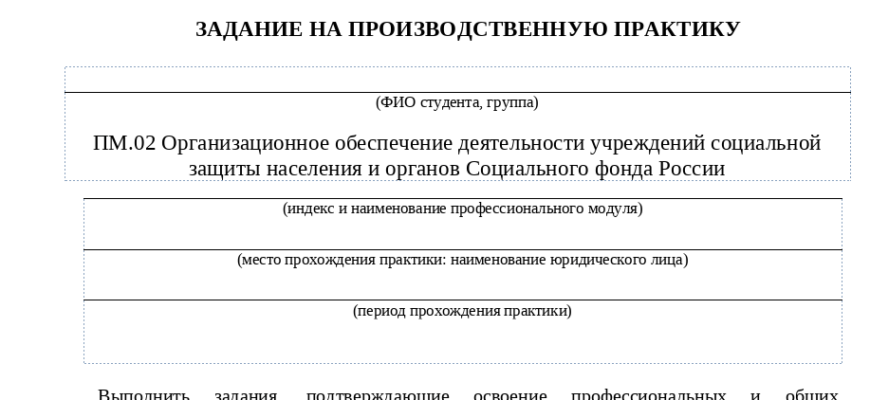 ЗАДАНИЕ НА ПРОИЗВОДСТВЕННУЮ ПРАКТИКУ
(ФИО студента, группа)
ПМ.02 Организационное обеспечение деятельности учреждений социальной
защиты населения и органов Социального фонда России
(индекс и наименование профессионального модуля)
(место прохождения практики: наименование юридического лица)
(период прохождения практики)
Выполнить задания, подтверждающие освоение профессиональных и общих